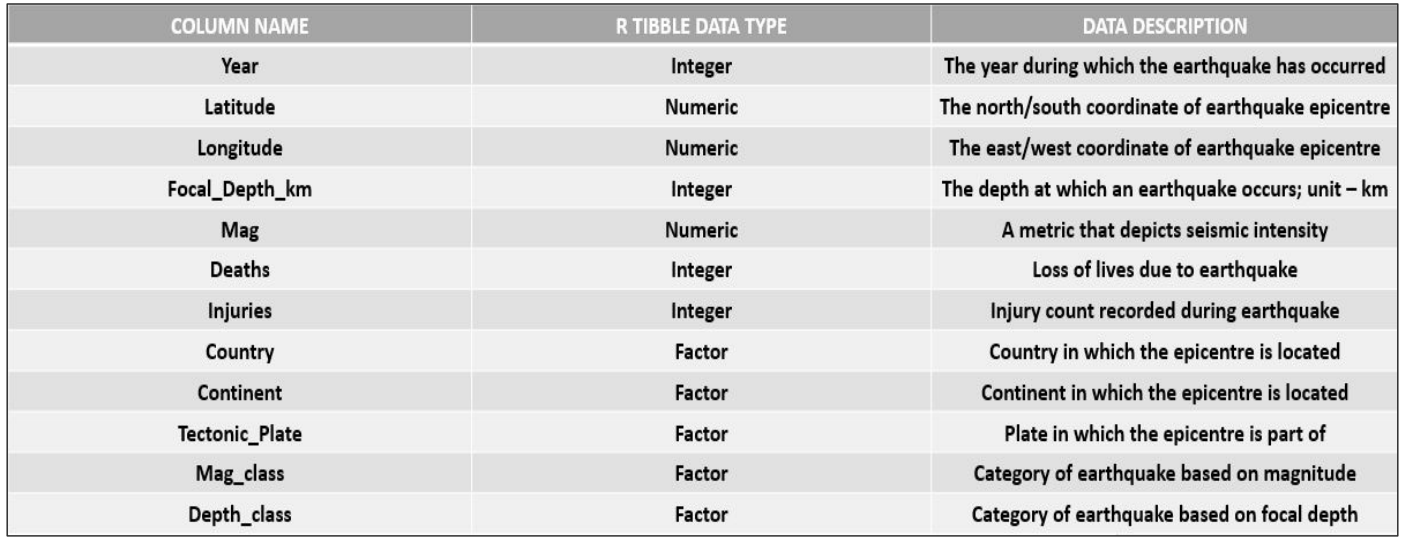 COLUMN NAME R TIBBLE DATA TYPE DATA DESCRIPTION
Year Integer The year during which the earthquake has occurred
Latitude Numeric The north/south coordinate of earthquake epicentre
Longitude Numeric The east/west coordinate of earthquake epicentre
Focal_Depth_km Integer The depth at which an earthquake occurs; unit – km
Mag Numeric A metric that depicts seismic intensity
Deaths Integer Loss of lives due to earthquake
Injuries Integer Injury count recorded during earthquake
Country Factor Country in which the epicentre is located
Continent Factor Continent in which the epicentre is located
Tectonic_Plate Factor Plate in which the epicentre is part of
Mag_class Factor Category of earthquake based on magnitude
Depth_class Factor Category of earthquake based on focal depth